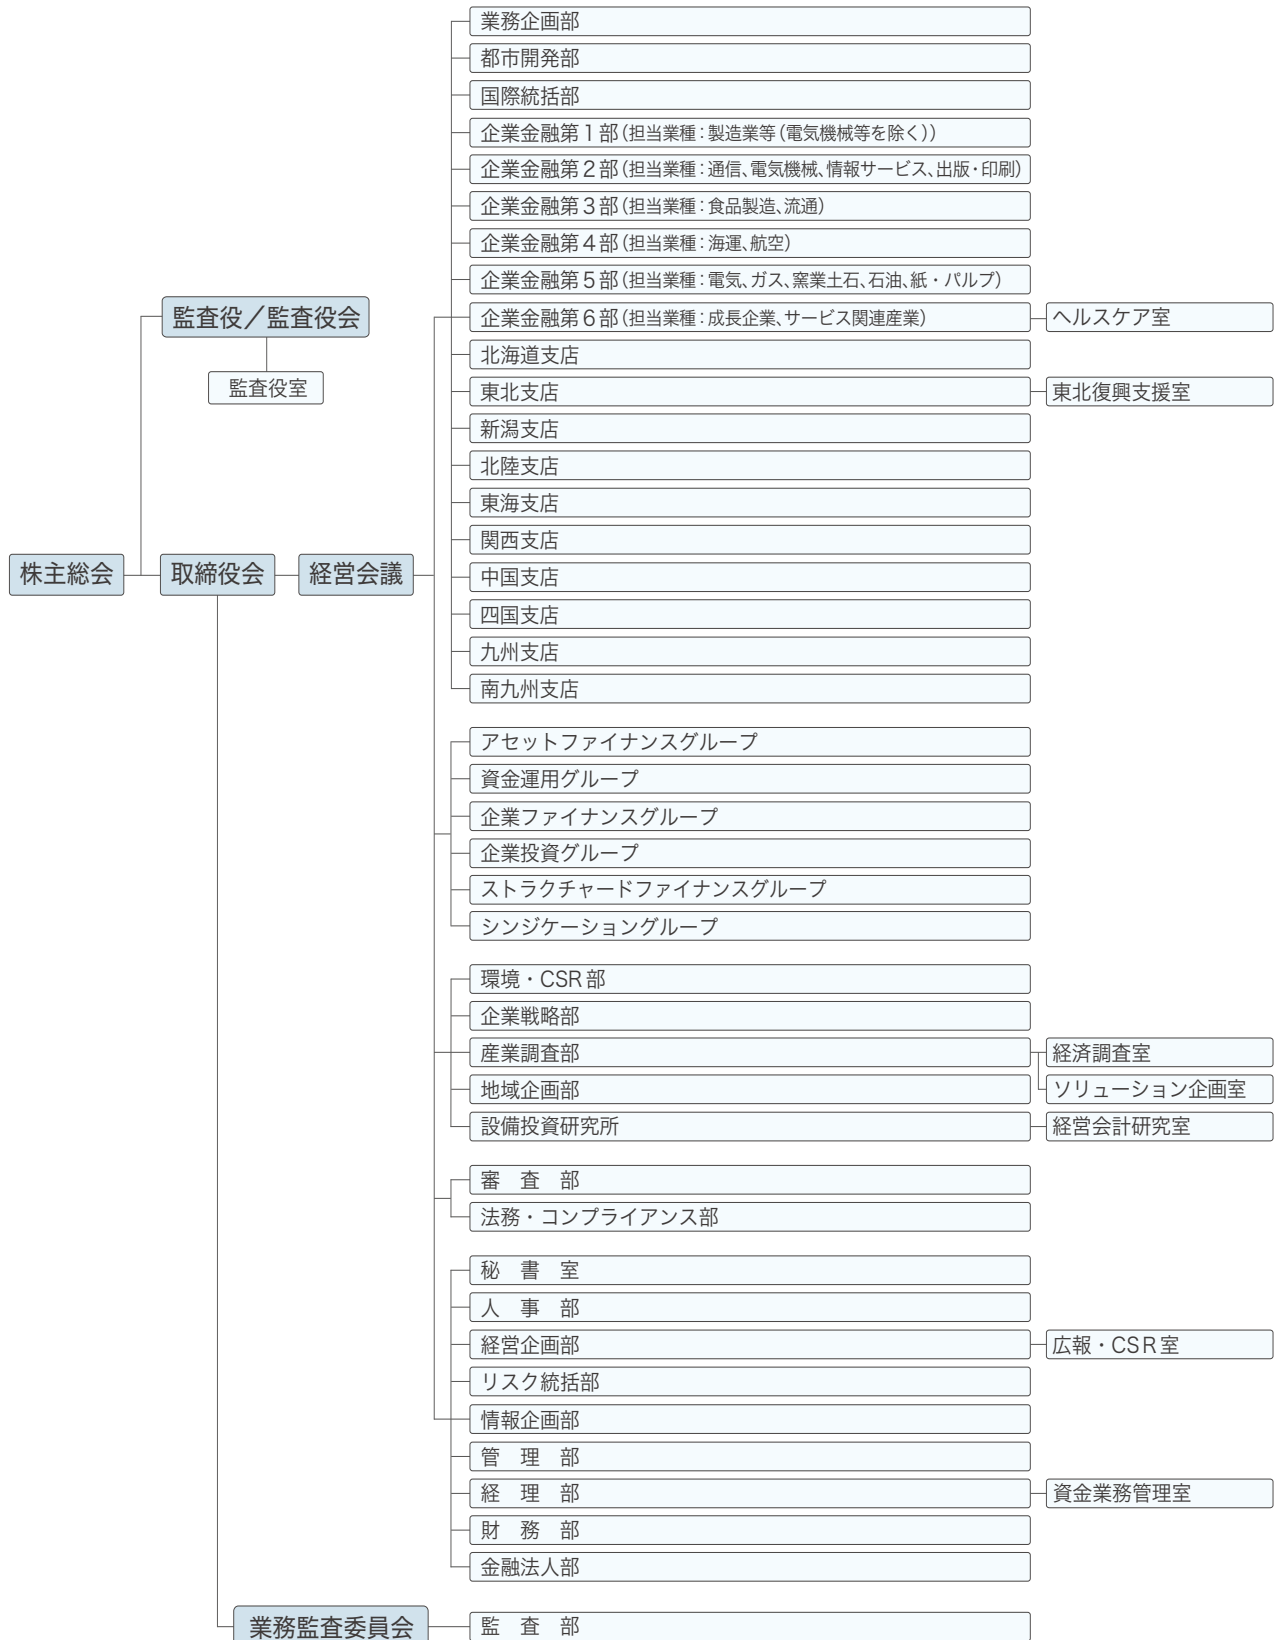 業務企画部
都市開発部
国際統括部
企業金融第1部(担当業種:製造業等(電気機械等を除く))
企業金融第2部(担当業種:通信、電気機械、情報サービス、出版・印刷)
企業金融第3部(担当業種:食品製造、流通)
企業金融第4部(担当業種:海運、航空)
企業金融第5部(担当業種:電気、ガス、窯業土石、石油、紙・パルプ)
監査役／監査役会
企業金融第6部(担当業種:成長企業、サービス関連産業)
ヘルスケア室
北海道支店
監査役室
東北支店
東北復興支援室
新潟支店
北陸支店
東海支店
関西支店
株主総会
取締役会
経営会議
中国支店
四国支店
九州支店
南九州支店
アセットファイナンスグループ
資金運用グループ
企業ファイナンスグループ
企業投資グループ
ストラクチャードファイナンスグループ
シンジケーショングループ
環境・CSR部
企業戦略部
産業調査部
経済調査室
地域企画部
ソリューション企画室
設備投資研究所
経営会計研究室
審　査　部
法務・コンプライアンス部
秘　書　室
人　事　部
経営企画部
広報・CSR室
リスク統括部
情報企画部
管　理　部
経　理　部
資金業務管理室
財　務　部
金融法人部
業務監査委員会
監　査　部